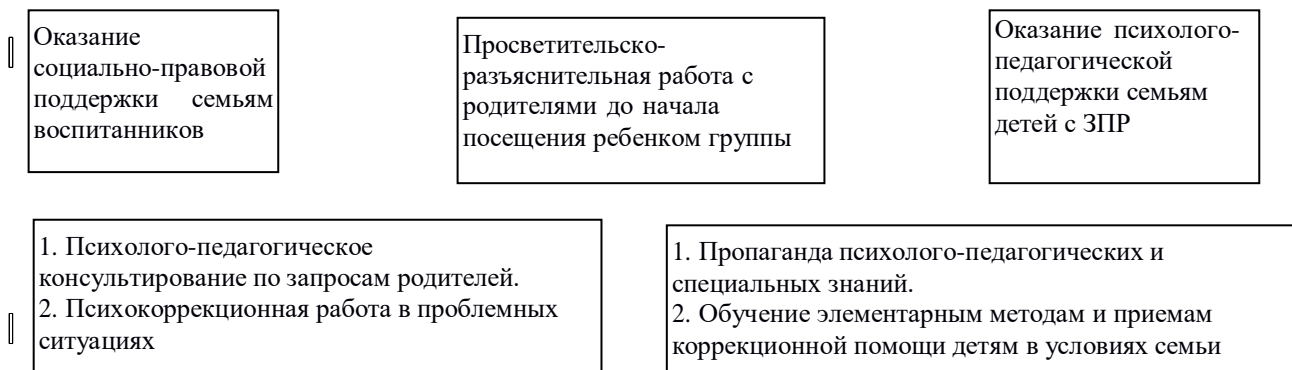 Оказание
социально-правовой
поддержки семьям
воспитанников
Просветительско-
разъяснительная работа с
родителями до начала
посещения ребенком группы
Оказание психолого-
педагогической
поддержки семьям
детей с ЗПР
1. Психолого-педагогическое
консультирование по запросам родителей.
2. Психокоррекционная работа в проблемных
ситуациях
1. Пропаганда психолого-педагогических и
специальных знаний.
2. Обучение элементарным методам и приемам
коррекционной помощи детям в условиях семьи